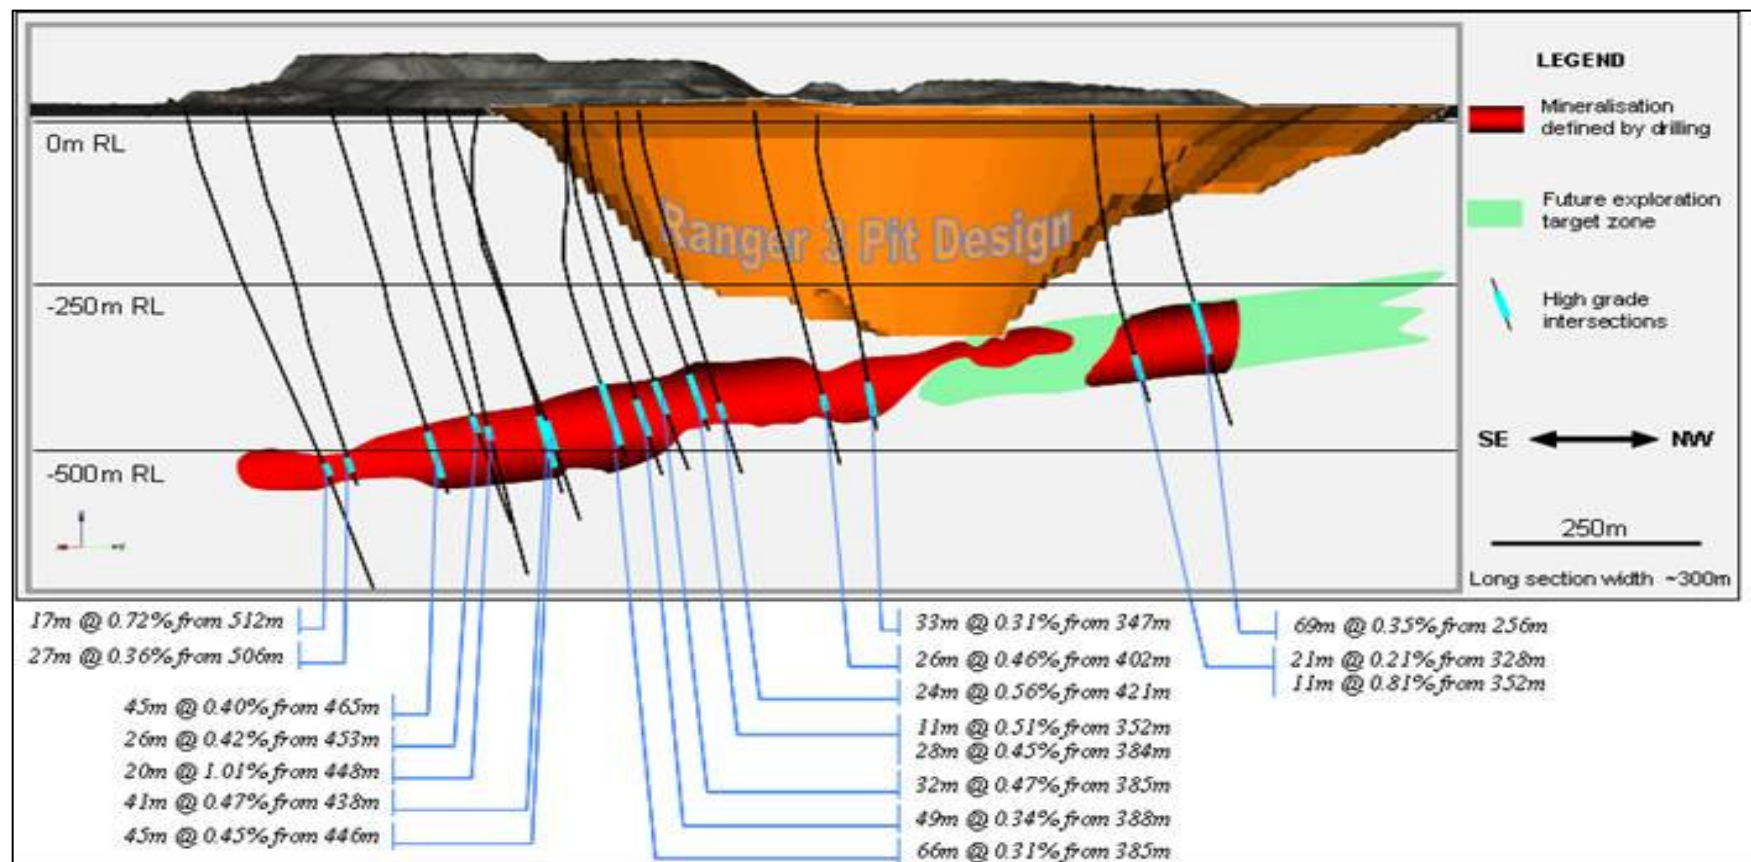 0m RL
Ranger 3 Pit Design
-250m RL
-500m RL
LEGEND
Mineralisation
defined by drilling
Future exploration
target zone
High grade
intersections
SE
NW
250m
Long section width ~300m
17m @ 0.72% from 512m
27m @ 0.36% from 506m
45m @ 0.40% from 465m
26m @ 0.42% from 453m
20m @ 1.01% from 448m
41m @ 0.47% from 438m
45m @ 0.45% from 446m
33m @ 0.31% from 347m
26m @ 0.46% from 402m
24m @ 0.56% from 421m
11m @ 0.51% from 352m
28m @ 0.45% from 384m
32m @ 0.47% from 385m
49m @ 0.34% from 388m
66m @ 0.31% from 385m
69m @ 0.35% from 256m
21m @ 0.21% from 328m
11m @ 0.81% from 352m